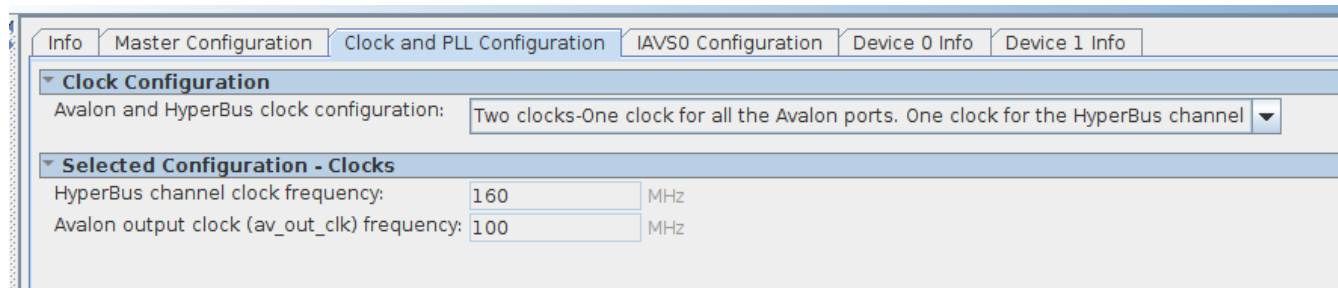 Info Master Configuration Clock and PLL Configuration IAVS0 Configuration Device 0 Info Device 1 Info
Clock Configuration
Avalon and HyperBus clock configuration: Two clocks-One clock for all the Avalon ports. One clock for the HyperBus channel
Selected Configuration - Clocks
HyperBus channel clock frequency: 160 MHz
Avalon output clock (av_out_clk) frequency: 100 MHz